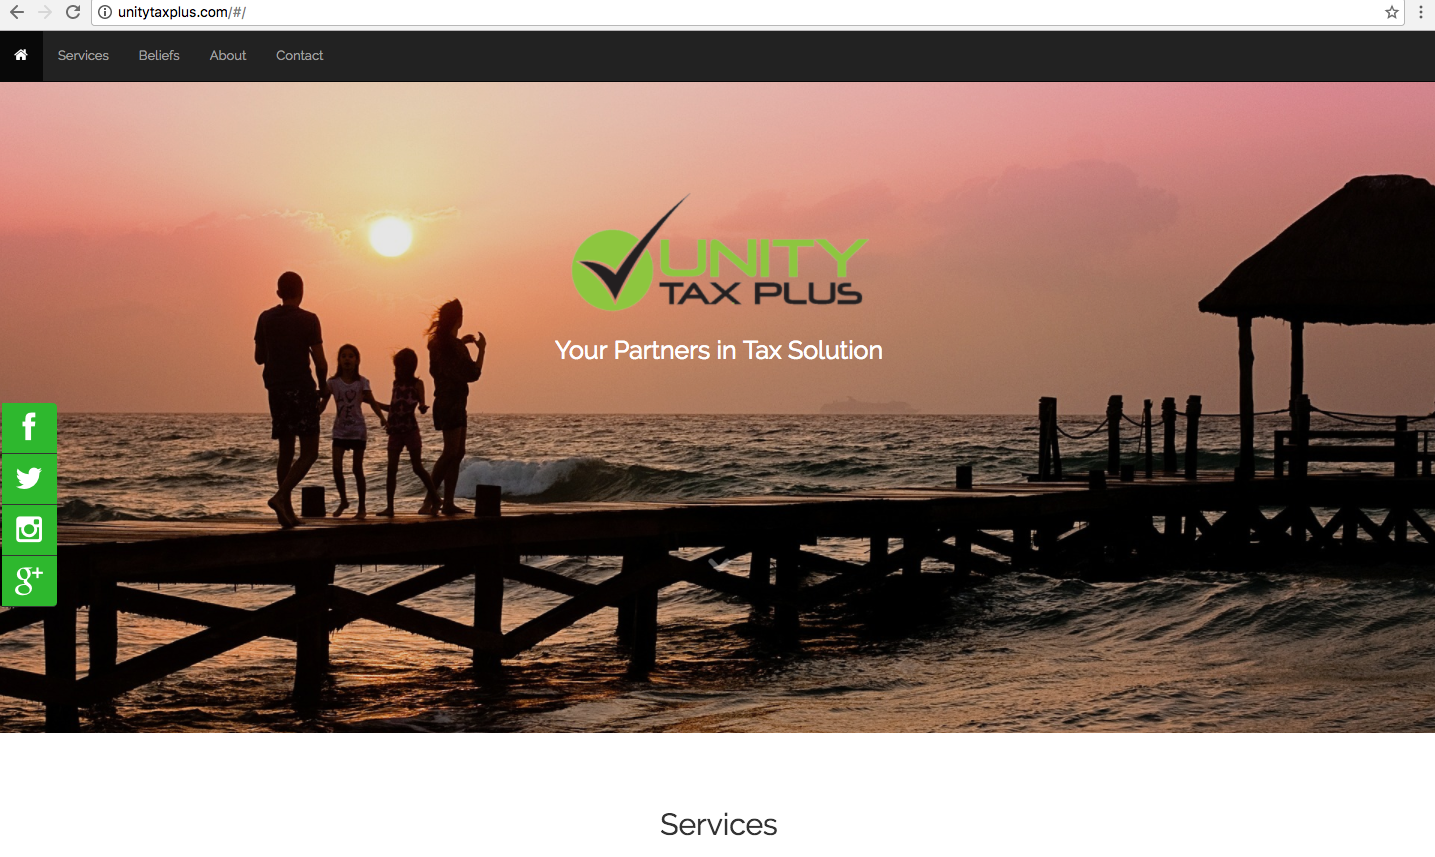 unitytaxplus.com/#/
Services
Beliefs
About
Contact
UNITY
TAX PLUS
Your Partners in Tax Solution
f
g+
Services